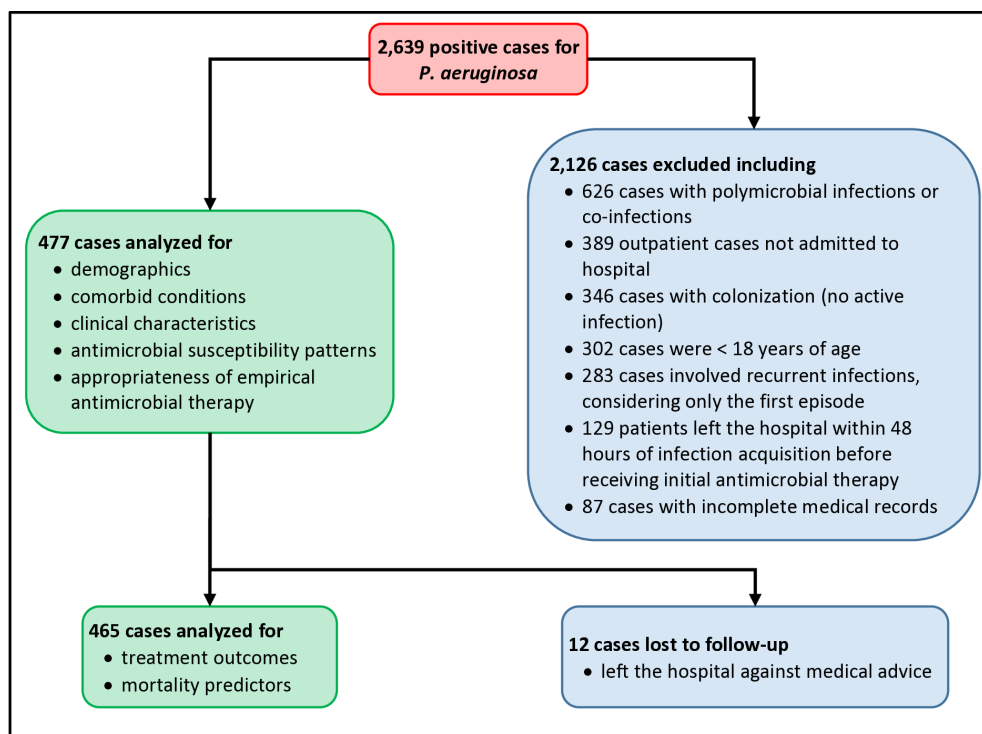 2,639 positive cases for
P. aeruginosa
2,126 cases excluded including
• 626 cases with polymicrobial infections or
co-infections
• 389 outpatient cases not admitted to
hospital
• 346 cases with colonization (no active
infection)
• 302 cases were < 18 years of age
• 283 cases involved recurrent infections,
considering only the first episode
• 129 patients left the hospital within 48
hours of infection acquisition before
receiving initial antimicrobial therapy
• 87 cases with incomplete medical records
477 cases analyzed for
• demographics
• comorbid conditions
• clinical characteristics
• antimicrobial susceptibility patterns
• appropriateness of empirical
antimicrobial therapy
465 cases analyzed for
• treatment outcomes
• mortality predictors
12 cases lost to follow-up
• left the hospital against medical advice